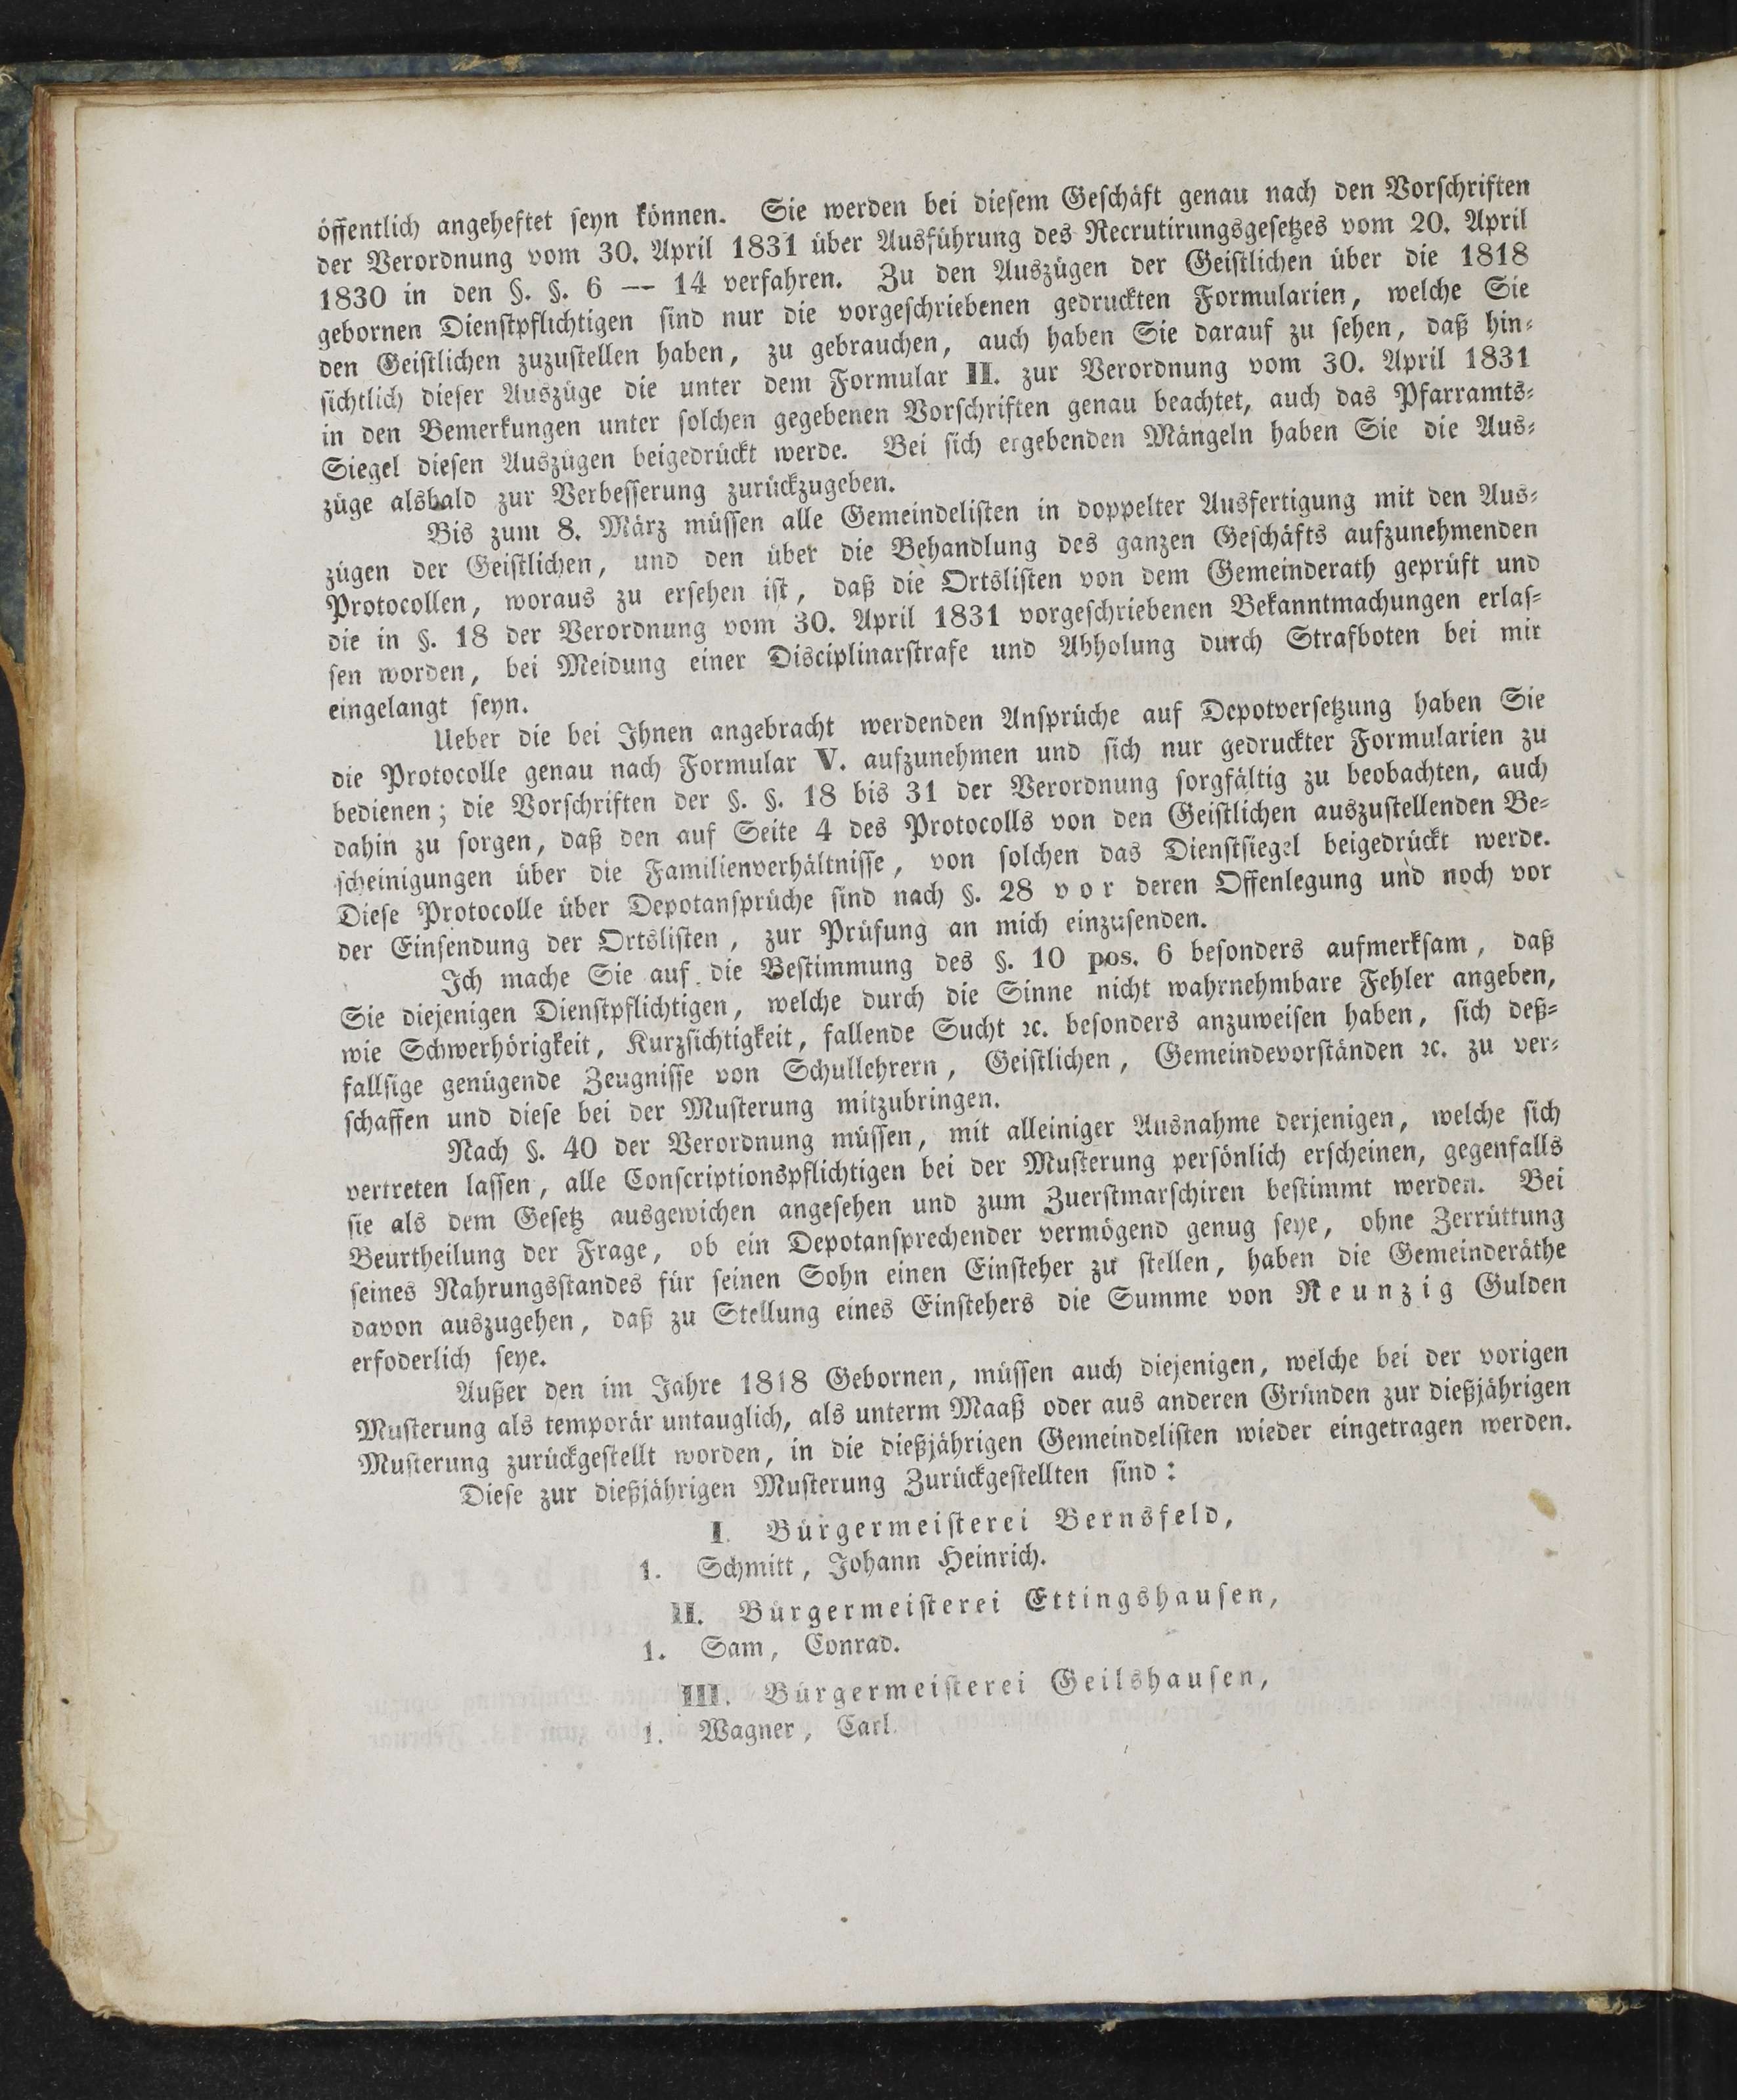 öffentlich angeheftet seyn können. Sie werden bei diesem Geschäft genau nach den Vorschriften
der Verordnung vom 30. April 1831 über Ausführung des Recrutirungsgesetzes vom 20. April
1830 in den §. §. 6 — 14 verfahren. Zu den Auszügen der Geistlichen über die 1818
gebornen Dienstpflichtigen sind nur die vorgeschriebenen gedruckten Formularien, welche Sie
den Geistlichen zuzustellen haben, zu gebrauchen, auch haben Sie darauf zu sehen, daß hin-
sichtlich dieser Auszüge die unter dem Formular II. zur Verordnung vom 30. April 1831
in den Bemerkungen unter solchen gegebenen Vorschriften genau beachtet, auch das Pfarramts-
Siegel diesen Auszügen beigedrückt werde. Bei sich ergebenden Mängeln haben Sie die Aus-
züge alsbald zur Verbesserung zurückzugeben.
Bis zum 8. März müssen alle Gemeindelisten in doppelter Ausfertigung mit den Aus-
zügen der Geistlichen, und den über die Behandlung des ganzen Geschäfts aufzunehmenden
Protocollen, woraus zu ersehen ist, daß die Ortslisten von dem Gemeinderath geprüft und
die in §. 18 der Verordnung vom 30. April 1831 vorgeschriebenen Bekanntmachungen erlas-
sen worden, bei Meidung einer Disciplinarstrafe und Abholung durch Strafboten bei mir
eingelangt seyn.
Ueber die bei Ihnen angebracht werdenden Ansprüche auf Depotversetzung haben Sie
die Protocolle genau nach Formular V. aufzunehmen und sich nur gedruckter Formularien zu
bedienen; die Vorschriften der §. §. 18 bis 31 der Verordnung sorgfältig zu beobachten, auch
dahin zu sorgen, daß den auf Seite 4 des Protocolls von den Geistlichen auszustellenden Be-
scheinigungen über die Familienverhältnisse, von solchen das Dienstsiegel beigedrückt werde.
Diese Protocolle über Depotansprüche sind nach §. 28 vor deren Offenlegung und noch vor
der Einsendung der Ortslisten, zur Prüfung an mich einzusenden.
Ich mache Sie auf die Bestimmung des §. 10 pos. 6 besonders aufmerksam, daß
Sie diejenigen Dienstpflichtigen, welche durch die Sinne nicht wahrnehmbare Fehler angeben,
wie Schwerhörigkeit, Kurzsichtigkeit, fallende Sucht ꝛc. besonders anzuweisen haben, sich deß-
fallsige genügende Zeugnisse von Schullehrern, Geistlichen, Gemeindevorständen ꝛc. zu ver-
schaffen und diese bei der Musterung mitzubringen.
Nach §. 40 der Verordnung müssen, mit alleiniger Ausnahme derjenigen, welche sich
vertreten lassen, alle Conscriptionspflichtigen bei der Musterung persönlich erscheinen, gegenfalls
sie als dem Gesetz ausgewichen angesehen und zum Zuerstmarschiren bestimmt werden. Bei
Beurtheilung der Frage, ob ein Depotansprechender vermögend genug seye, ohne Zerrüttung
seines Nahrungsstandes für seinen Sohn einen Einsteher zu stellen, haben die Gemeinderäthe
davon auszugehen, daß zu Stellung eines Einstehers die Summe von Neunzig Gulden
erfoderlich seye.
Außer den im Jahre 1818 Gebornen, müssen auch diejenigen, welche bei der vorigen
Musterung als temporär untauglich, als unterm Maaß oder aus anderen Gründen zur dießjährigen
Musterung zurückgestellt worden, in die dießjährigen Gemeindelisten wieder eingetragen werden.
Diese zur dießjährigen Musterung Zurückgestellten sind:
I. Bürgermeisterei Bernsfeld,
1. Schmitt, Johann Heinrich.
II. Bürgermeisterei Ettingshausen,
1. Sam, Conrad.
III. Bürgermeisterei Geilshausen,
1. Wagner, Carl.